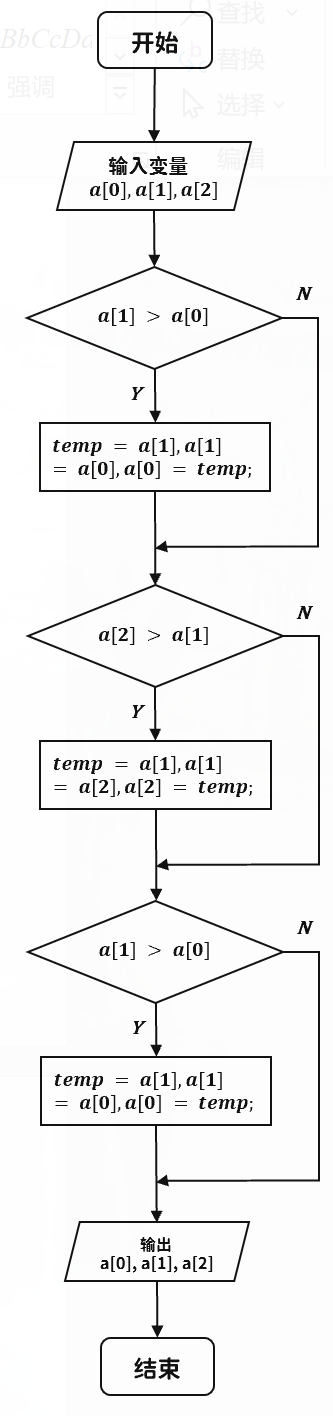 BbCcDd
查找
替换
强调
选择
编辑
开始
输入变量
a[0], a[1], a[2]
a[1] > a[0]
N
Y
temp = a[1], a[1]
= a[0], a[0] = temp;
a[2] > a[1]
N
Y
temp = a[1], a[1]
= a[2], a[2] = temp;
a[1] > a[0]
N
Y
temp = a[1], a[1]
= a[0], a[0] = temp;
输出
a[0], a[1], a[2]
结束